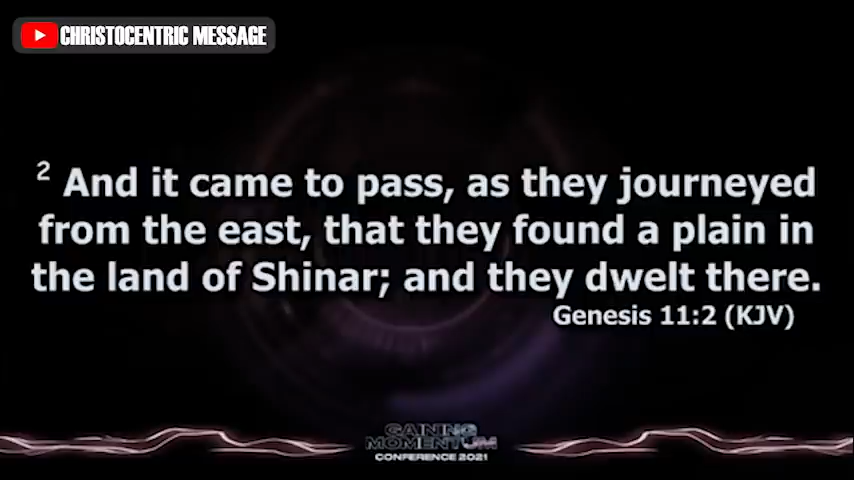 CHRISTOCENTRIC MESSAGE
2 And it came to pass, as they journeyed
from the east, that they found a plain in
the land of Shinar; and they dwelt there.
Genesis 11:2 (KJV)
GAINING
MOMENTUM
CONFERENCE 2021